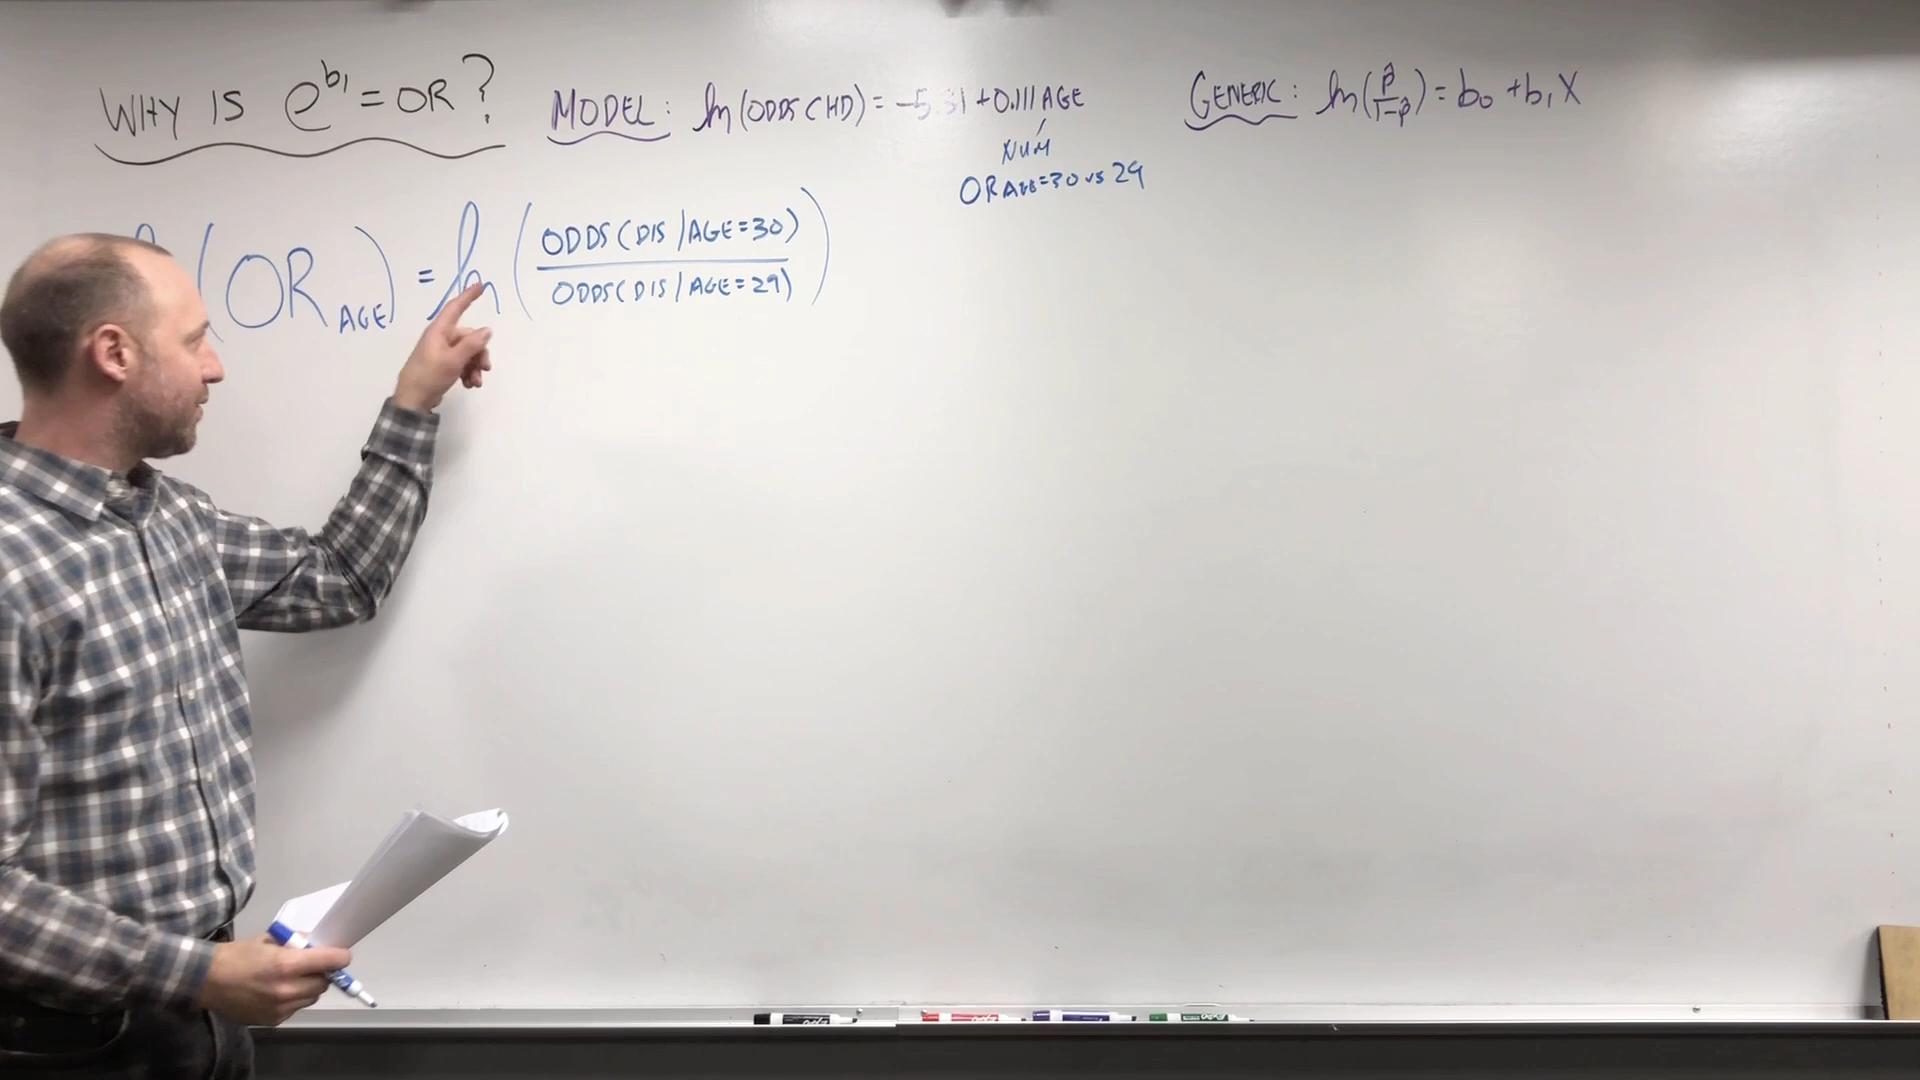 WHY IS e^b₁ = OR?
MODEL: ln(ODDS CHD) = -5.31 + 0.111 AGE
NUM
OR AGE=30 vs 29
GENERIC: ln(p̂/1-p̂) = b₀ + b₁X
(OR AGE) = ln(ODDS(DIS|AGE=30)
ODDS(DIS|AGE=29))